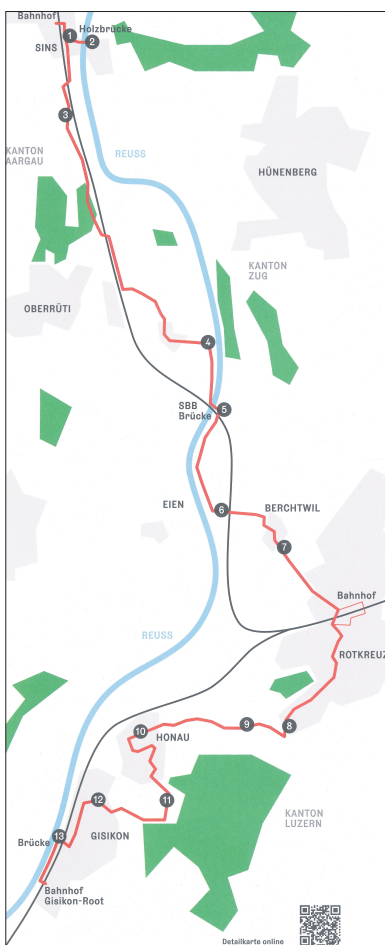 Bahnhof
Holzbrücke
1
2
SINS
3
KANTON
AARGAU
REUSS
HÜNENBERG
KANTON
ZUG
OBERRÜTI
4
SBB
Brücke
5
EIEN
6
BERCHTWIL
7
Bahnhof
REUSS
ROTKREUZ
8
9
10
HONAU
11
12
KANTON
LUZERN
13
Brücke
GISIKON
Bahnhof
Gisikon-Root
Detailkarte online